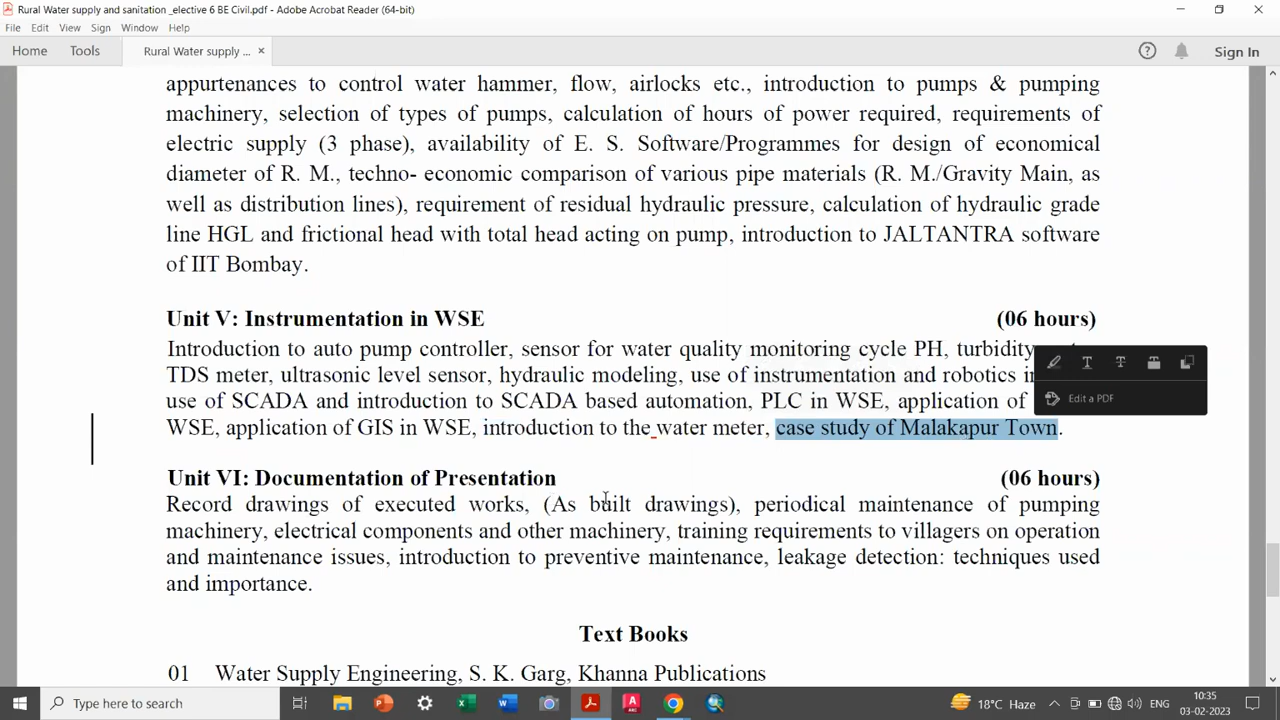 Rural Water supply and sanitation _elective 6 BE Civil.pdf - Adobe Acrobat Reader (64-bit)
File Edit View Sign Window Help
Home Tools Rural Water supply ... × Sign In
appurtenances to control water hammer, flow, airlocks etc., introduction to pumps & pumping
machinery, selection of types of pumps, calculation of hours of power required, requirements of
electric supply (3 phase), availability of E. S. Software/Programmes for design of economical
diameter of R. M., techno- economic comparison of various pipe materials (R. M./Gravity Main, as
well as distribution lines), requirement of residual hydraulic pressure, calculation of hydraulic grade
line HGL and frictional head with total head acting on pump, introduction to JALTANTRA software
of IIT Bombay.
Unit V: Instrumentation in WSE (06 hours)
Introduction to auto pump controller, sensor for water quality monitoring cycle PH, turbidity
TDS meter, ultrasonic level sensor, hydraulic modeling, use of instrumentation and robotics in
use of SCADA and introduction to SCADA based automation, PLC in WSE, application of
Edit a PDF
WSE, application of GIS in WSE, introduction to the water meter, case study of Malakapur Town.
Unit VI: Documentation of Presentation (06 hours)
Record drawings of executed works, (As built drawings), periodical maintenance of pumping
machinery, electrical components and other machinery, training requirements to villagers on operation
and maintenance issues, introduction to preventive maintenance, leakage detection: techniques used
and importance.
Text Books
01 Water Supply Engineering, S. K. Garg, Khanna Publications
Type here to search 18°C Haze ENG 10:35
03-02-2023